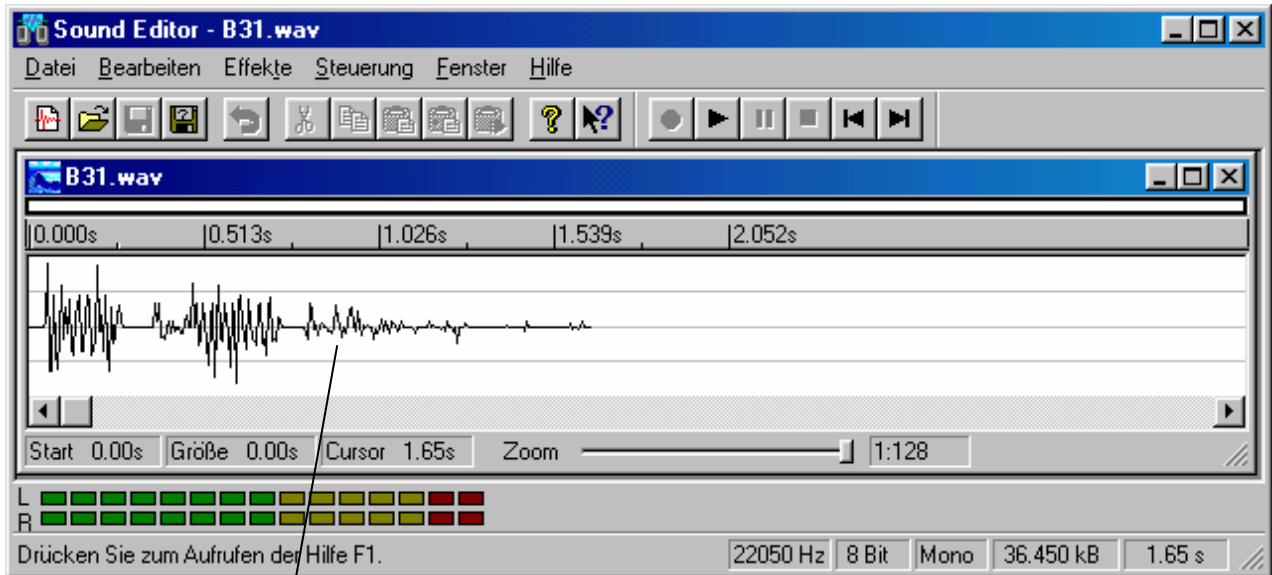 Sound Editor - B31.wav
Datei Bearbeiten Effekte Steuerung Fenster Hilfe
B31.wav
0.000s 0.513s 1.026s 1.539s 2.052s
Start 0.00s Größe 0.00s Cursor 1.65s Zoom 1:128
L
R
Drücken Sie zum Aufrufen der Hilfe F1. 22050 Hz 8 Bit Mono 36.450 kB 1.65 s